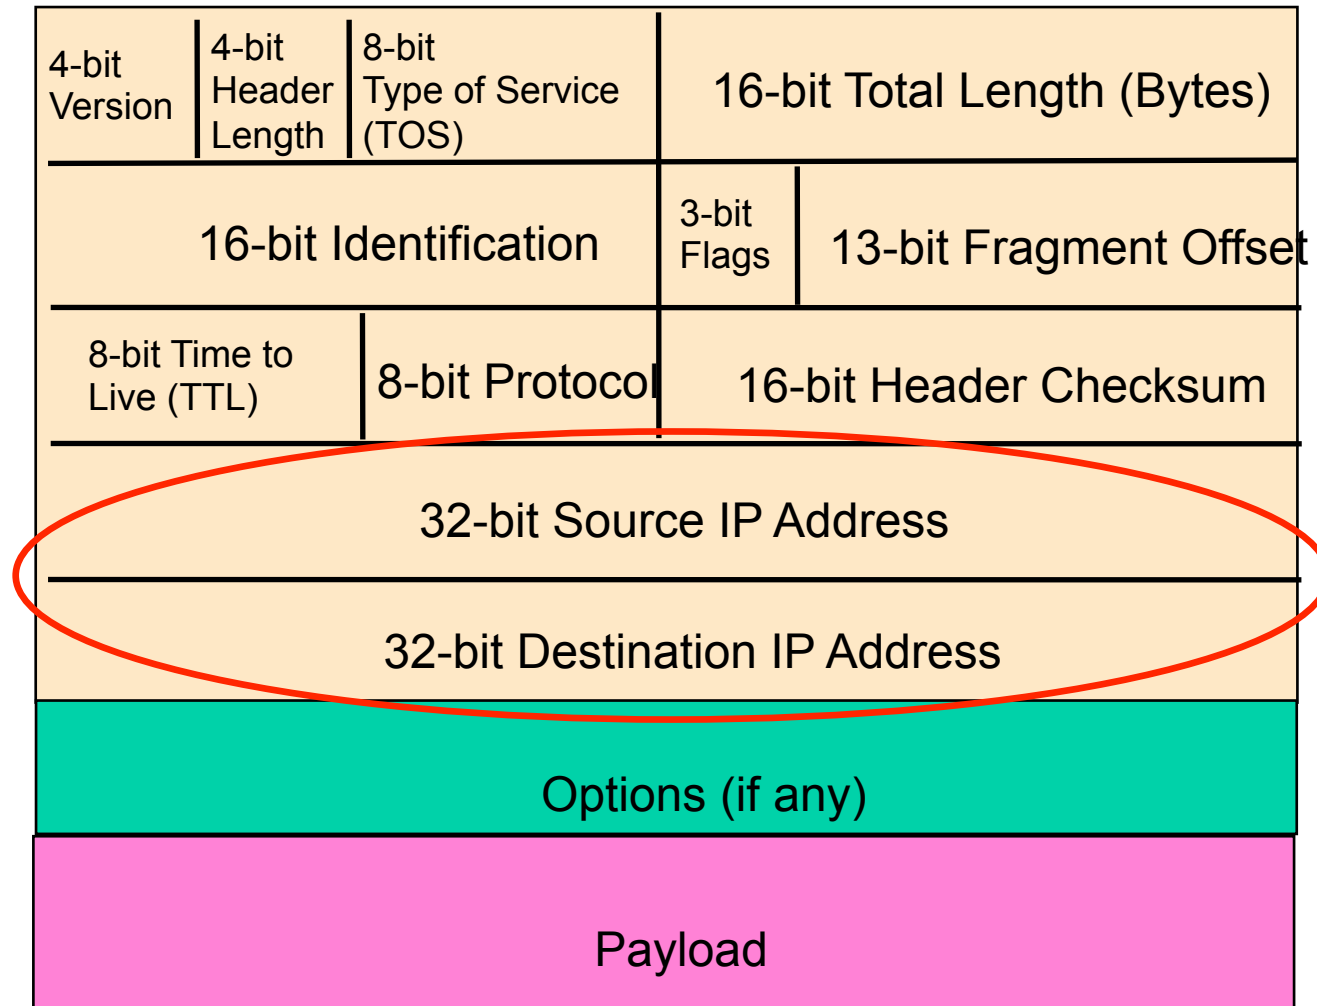 4-bit
Version
4-bit
Header
Length
8-bit
Type of Service
(TOS)
16-bit Total Length (Bytes)
16-bit Identification
3-bit
Flags
13-bit Fragment Offset
8-bit Time to
Live (TTL)
8-bit Protocol
16-bit Header Checksum
32-bit Source IP Address
32-bit Destination IP Address
Options (if any)
Payload